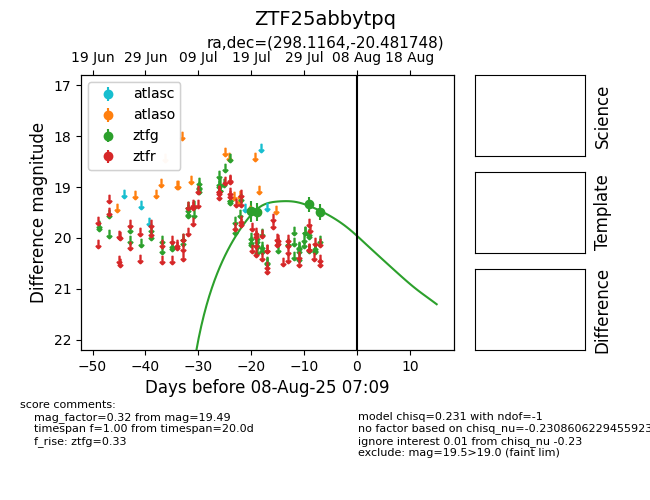 ZTF25abbytpq
ra,dec=(298.1164,-20.481748)
19 Jun 29 Jun 09 Jul 19 Jul 29 Jul 08 Aug 18 Aug
atlasc
atlaso
ztfg
ztfr
17
18
19
20
21
22
Difference magnitude
−50 −40 −30 −20 −10 0 10
Days before 08-Aug-25 07:09
Science
Template
Difference
score comments:
mag_factor=0.32 from mag=19.49
timespan f=1.00 from timespan=20.0d
f_rise: ztfg=0.33
model chisq=0.231 with ndof=-1
no factor based on chisq_nu=-0.2308606229455923
ignore interest 0.01 from chisq_nu -0.23
exclude: mag=19.5>19.0 (faint lim)